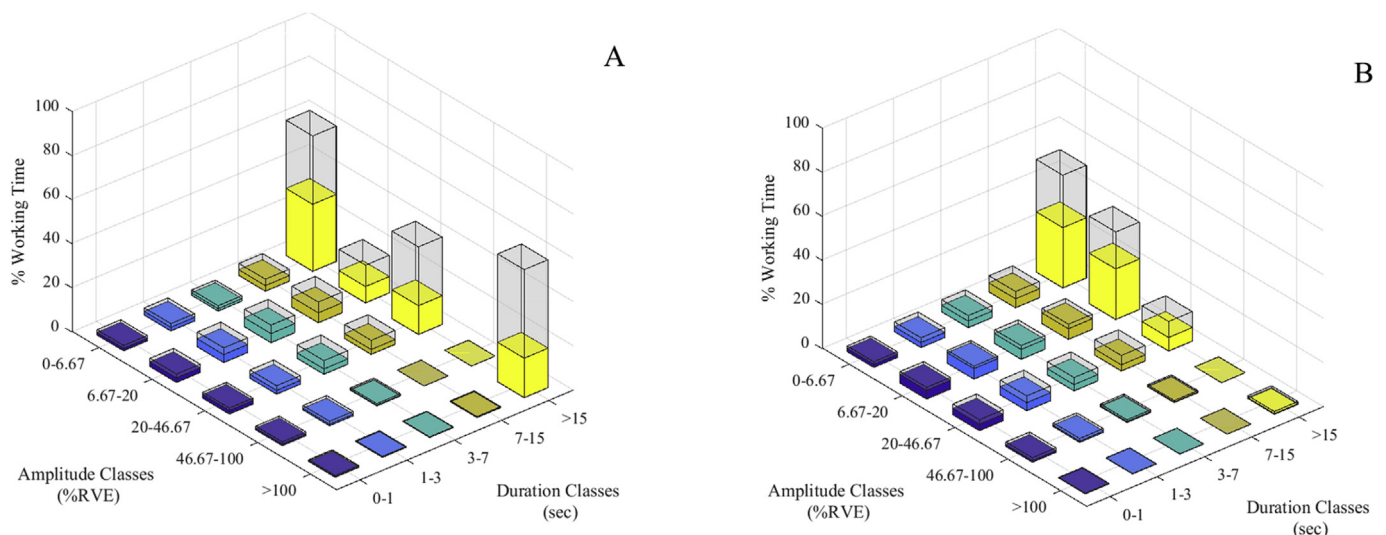 A
100
80
60
40
20
0
% Working Time
0-6.67
6.67-20
20-46.67
46.67-100
>100
Amplitude Classes
(%RVE)
0-1
1-3
3-7
7-15
>15
Duration Classes
(sec)
B
100
80
60
40
20
0
% Working Time
0-6.67
6.67-20
20-46.67
46.67-100
>100
Amplitude Classes
(%RVE)
0-1
1-3
3-7
7-15
>15
Duration Classes
(sec)